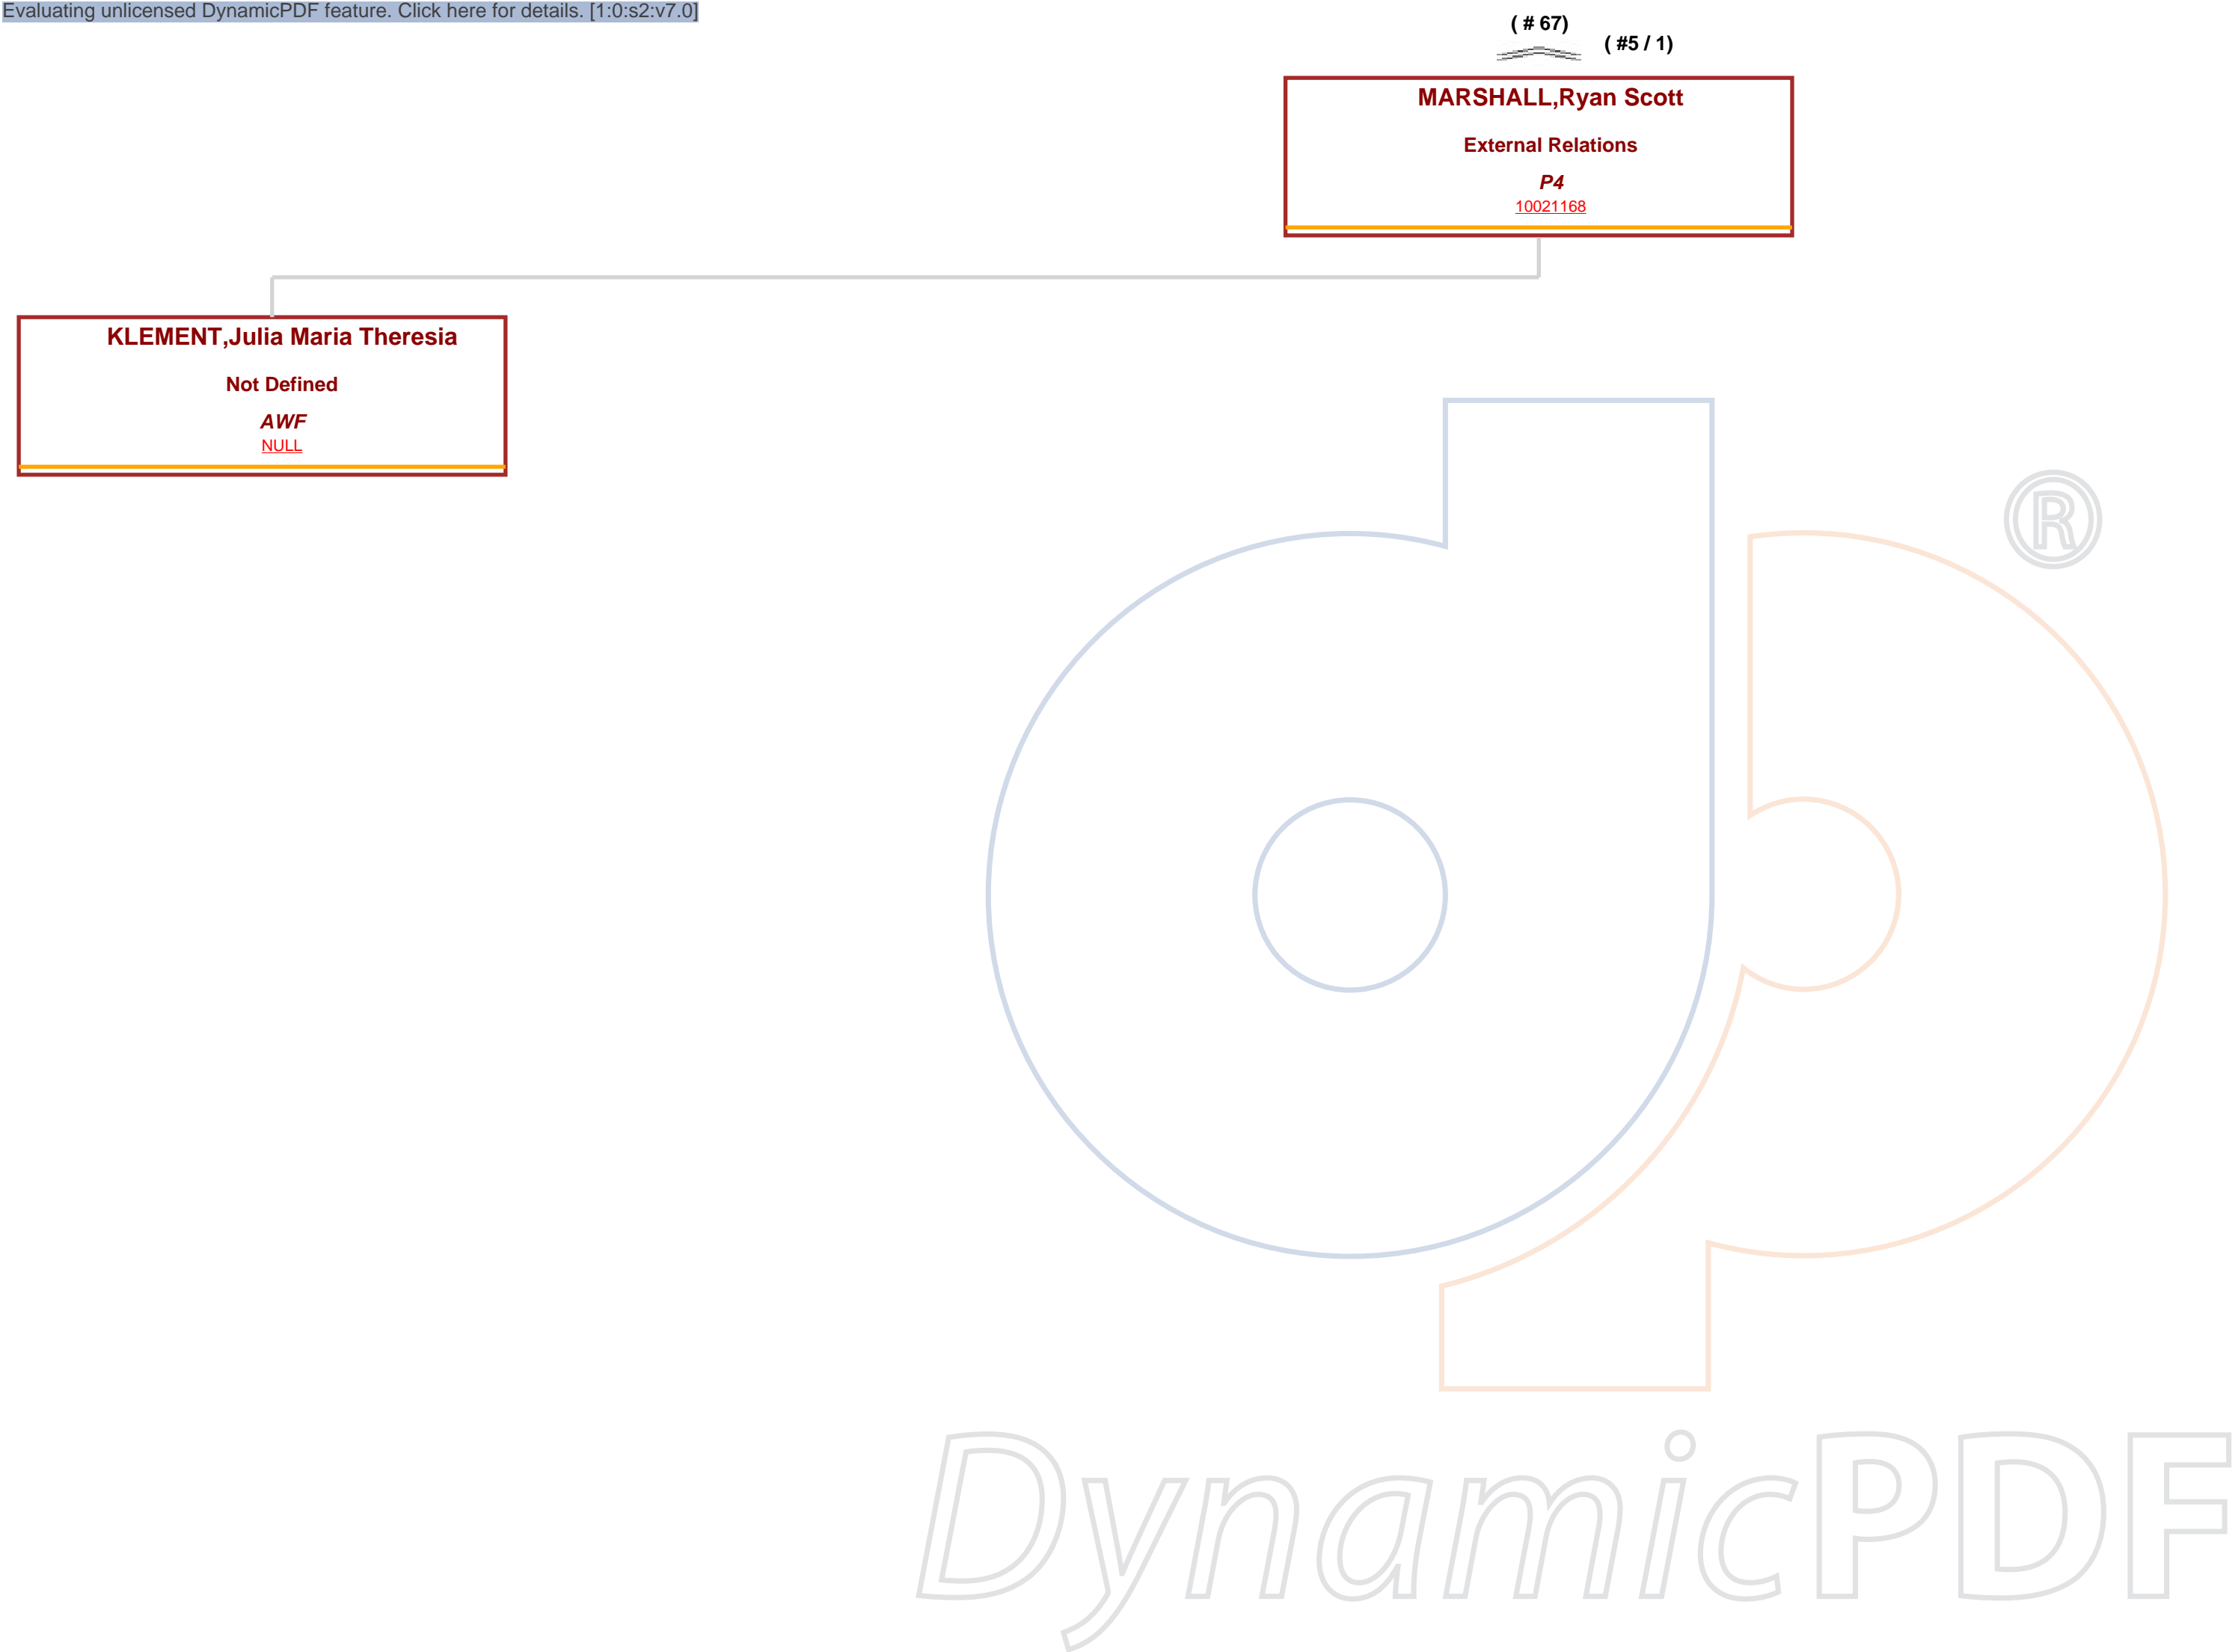 Evaluating unlicensed DynamicPDF feature. Click here for details. [1:0:s2:v7.0]
( # 67)
( #5 / 1)
MARSHALL,Ryan Scott
External Relations
P4
10021168
KLEMENT,Julia Maria Theresia
Not Defined
AWF
NULL
®
DynamicPDF